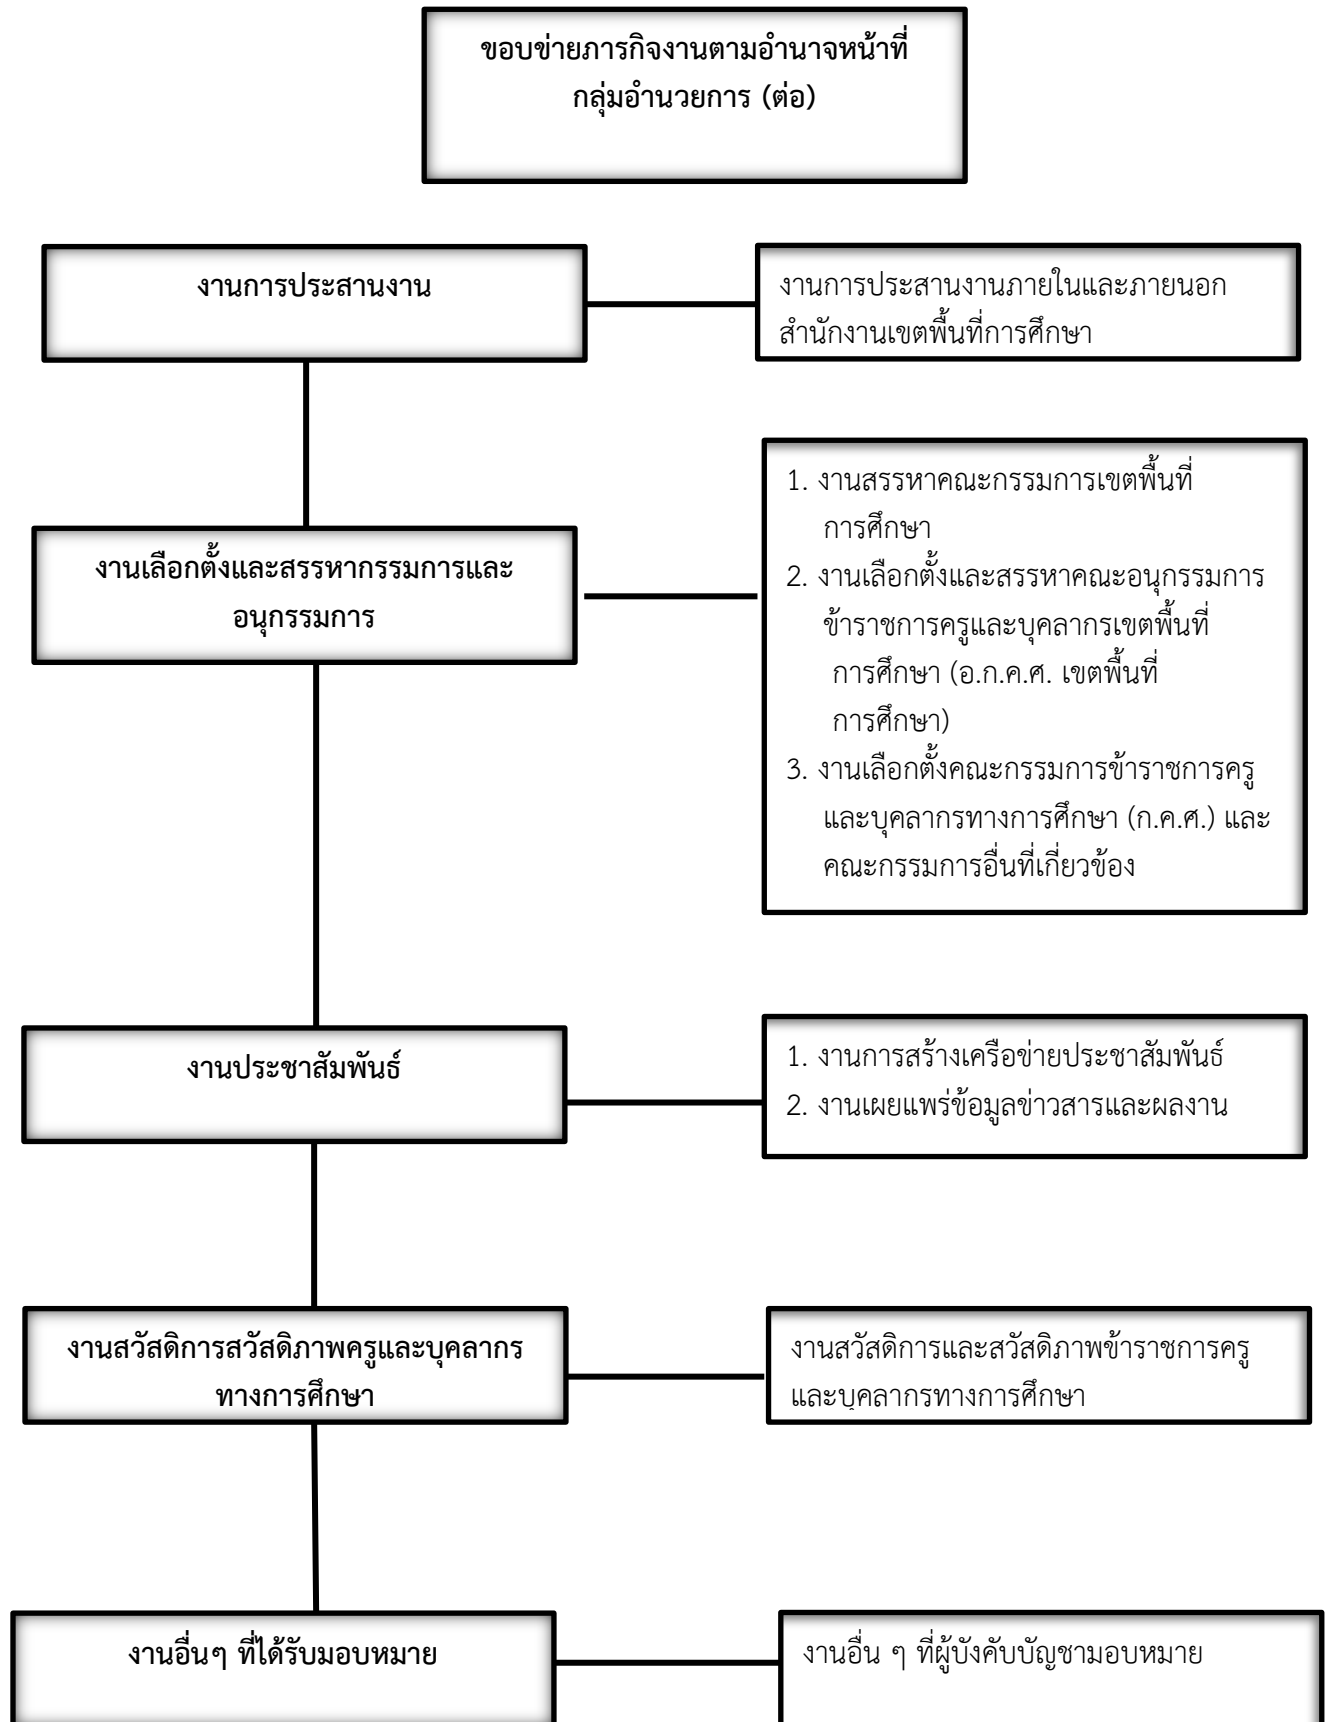 ขอบข่ายภารกิจงานตามอำนาจหน้าที่
กลุ่มอำนวยการ (ต่อ)
งานการประสานงาน
งานการประสานงานภายในและภายนอก
สำนักงานเขตพื้นที่การศึกษา
งานเลือกตั้งและสรรหากรรมการและ
อนุกรรมการ
1. งานสรรหาคณะกรรมการเขตพื้นที่
การศึกษา
2. งานเลือกตั้งและสรรหาคณะอนุกรรมการ
ข้าราชการครูและบุคลากรเขตพื้นที่
การศึกษา (อ.ก.ค.ศ. เขตพื้นที่
การศึกษา)
3. งานเลือกตั้งคณะกรรมการข้าราชการครู
และบุคลากรทางการศึกษา (ก.ค.ศ.) และ
คณะกรรมการอื่นที่เกี่ยวข้อง
งานประชาสัมพันธ์
1. งานการสร้างเครือข่ายประชาสัมพันธ์
2. งานเผยแพร่ข้อมูลข่าวสารและผลงาน
งานสวัสดิการสวัสดิภาพครูและบุคลากร
ทางการศึกษา
งานสวัสดิการและสวัสดิภาพข้าราชการครู
และบุคลากรทางการศึกษา
งานอื่นๆ ที่ได้รับมอบหมาย
งานอื่น ๆ ที่ผู้บังคับบัญชามอบหมาย